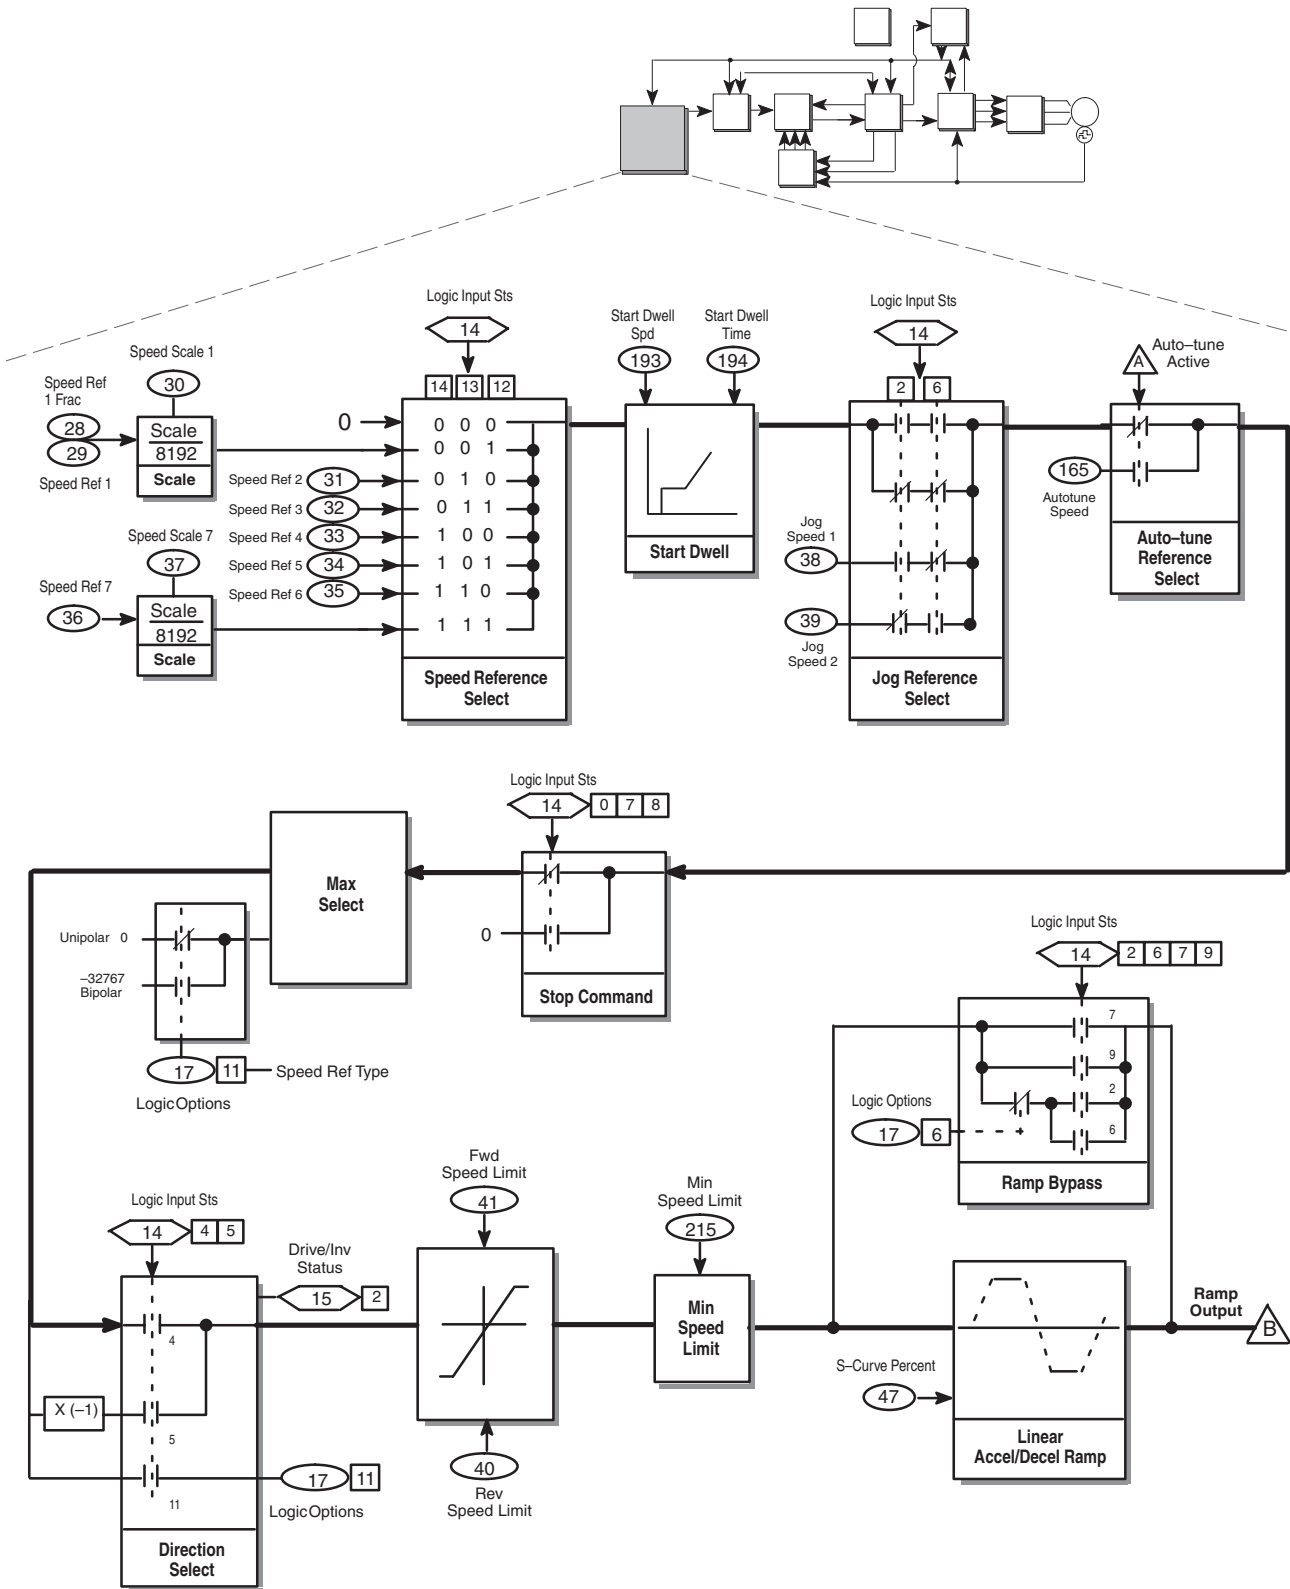 Logic Input Sts
14
14 13 12
Speed Scale 1
30
Speed Ref
1 Frac
28
29
Speed Ref 1
Scale
8192
Scale
Speed Scale 7
37
Speed Ref 7
36
Scale
8192
Scale
0
0 0 0
0 0 1
Speed Ref 2 31 0 1 0
Speed Ref 3 32 0 1 1
Speed Ref 4 33 1 0 0
Speed Ref 5 34 1 0 1
Speed Ref 6 35 1 1 0
1 1 1
Speed Reference
Select
Start Dwell
Spd
193
Start Dwell
Time
194
Start Dwell
Logic Input Sts
14
2 6
Jog
Speed 1
38
39
Jog
Speed 2
Jog Reference
Select
A
Auto–tune
Active
165
Autotune
Speed
Auto–tune
Reference
Select
Logic Input Sts
14 0 7 8
0
Stop Command
Max
Select
Unipolar 0
–32767
Bipolar
17 11 Speed Ref Type
Logic Options
Logic Input Sts
14 2 6 7 9
7
9
2
6
Logic Options
17 6
Ramp Bypass
Logic Input Sts
14 4 5
Drive/Inv
Status
15 2
4
X (–1)
5
11
17 11
Logic Options
Direction
Select
Fwd
Speed Limit
41
40
Rev
Speed Limit
Min
Speed Limit
215
Min
Speed
Limit
S–Curve Percent
47
Linear
Accel/Decel Ramp
Ramp
Output
B